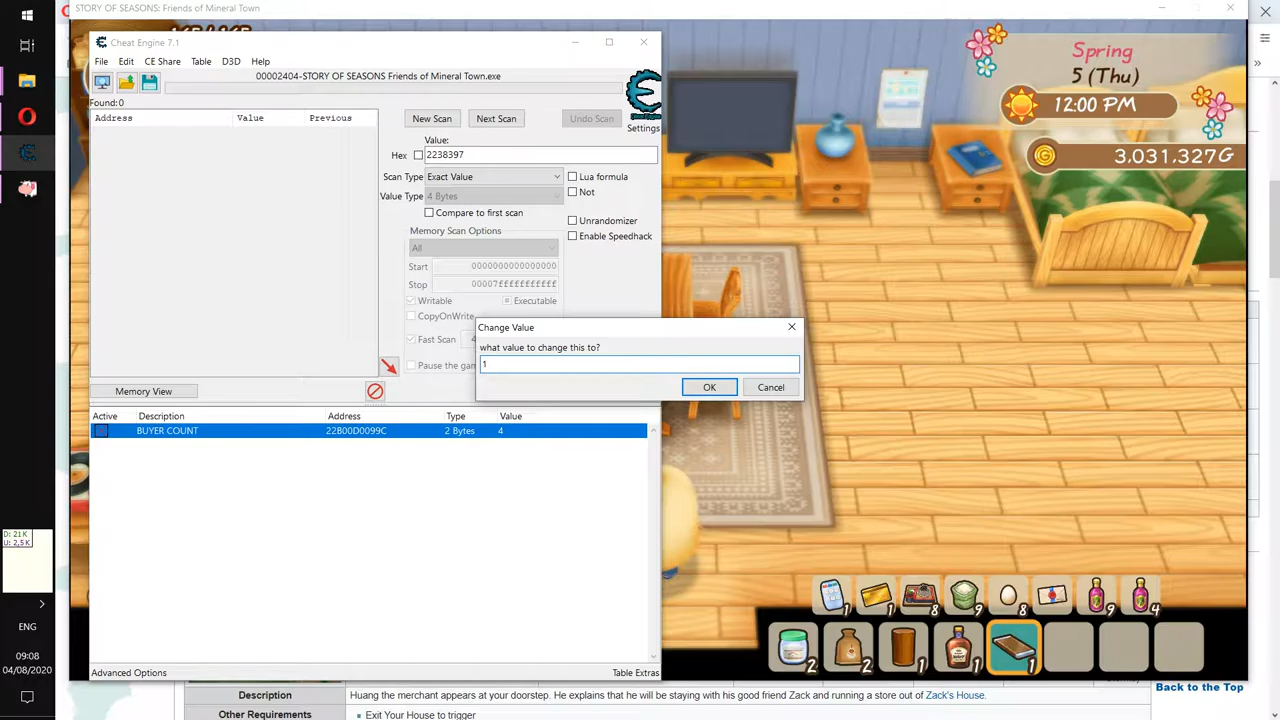 STORY OF SEASONS: Friends of Mineral Town
Cheat Engine 7.1
File Edit CE Share Table D3D Help
00002404-STORY OF SEASONS Friends of Mineral Town.exe
Found:0
Address Value Previous
New Scan Next Scan Undo Scan
Settings
Value:
Hex 2238397
Scan Type Exact Value Lua formula
Not
Value Type 4 Bytes
Compare to first scan
Unrandomizer
Memory Scan Options
Enable Speedhack
All
Start 0000000000000000
Stop 00007fffffffffff
Writable Executable
CopyOnWrite
Fast Scan 4
Pause the gam
Change Value
what value to change this to?
1
OK Cancel
Memory View
Active Description Address Type Value
BUYER COUNT 22B00D0099C 2 Bytes 4
Advanced Options Table Extras
Spring
5 (Thu)
12:00 PM
3,031,327G
1 1 8 9 8 9 4
2 2 1 1 1
D: 21 K
U: 2,5 K
ENG
09:08
04/08/2020
Back to the Top
Description Huang the merchant appears at your doorstep. He explains that he will be staying with his good friend Zack and running a store out of Zack's House.
Other Requirements Exit Your House to trigger